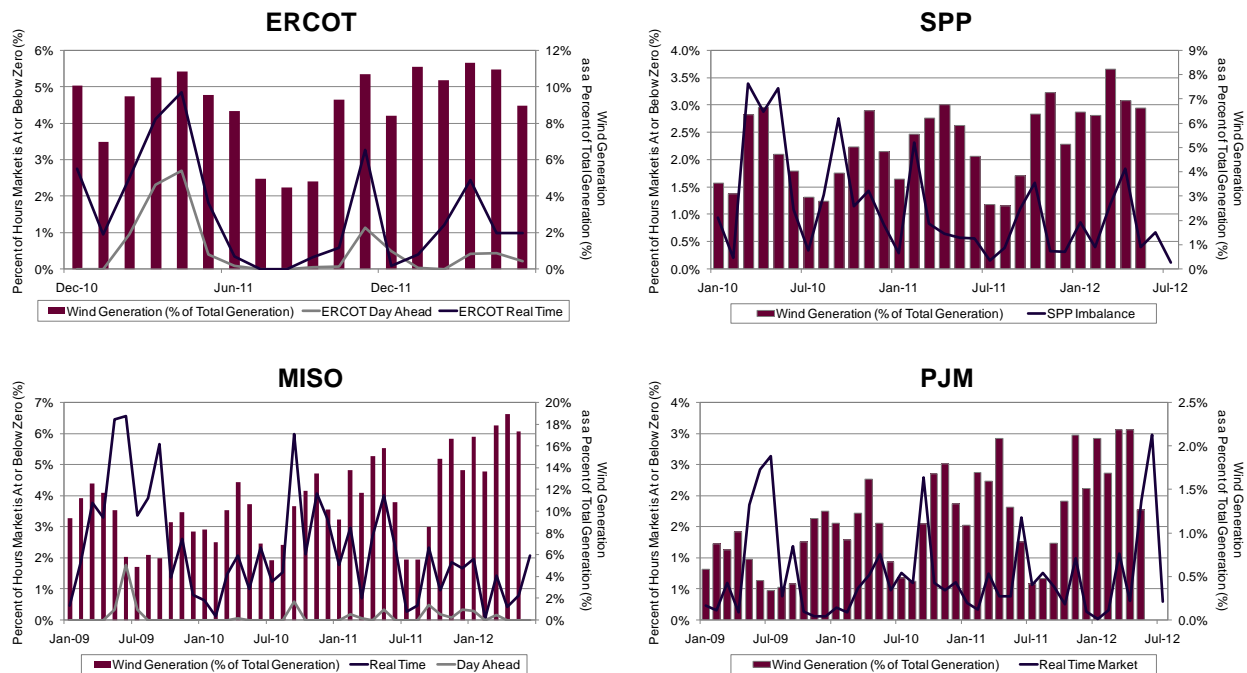 ERCOT
Percent of Hours Market is At or Below Zero (%)
6%
5%
4%
3%
2%
1%
0%
12%
10%
8%
6%
4%
2%
0%
Wind Generation
as a Percent of Total Generation (%)
Dec-10 Jun-11 Dec-11
Wind Generation (% of Total Generation) ERCOT Day Ahead ERCOT Real Time
SPP
Percent of Hours Market is At or Below Zero (%)
4.0%
3.5%
3.0%
2.5%
2.0%
1.5%
1.0%
0.5%
0.0%
9%
8%
7%
6%
5%
4%
3%
2%
1%
0%
Wind Generation
as a Percent of Total Generation (%)
Jan-10 Jul-10 Jan-11 Jul-11 Jan-12 Jul-12
Wind Generation (% of Total Generation) SPP Imbalance
MISO
Percent of Hours Market is At or Below Zero (%)
7%
6%
5%
4%
3%
2%
1%
0%
20%
18%
16%
14%
12%
10%
8%
6%
4%
2%
0%
Wind Generation
as a Percent of Total Generation (%)
Jan-09 Jul-09 Jan-10 Jul-10 Jan-11 Jul-11 Jan-12
Wind Generation (% of Total Generation) Real Time Day Ahead
PJM
Percent of Hours Market is At or Below Zero (%)
4%
3%
3%
2%
2%
1%
1%
0%
2.5%
2.0%
1.5%
1.0%
0.5%
0.0%
Wind Generation
as a Percent of Total Generation (%)
Jan-09 Jul-09 Jan-10 Jul-10 Jan-11 Jul-11 Jan-12 Jul-12
Wind Generation (% of Total Generation) Real Time Market